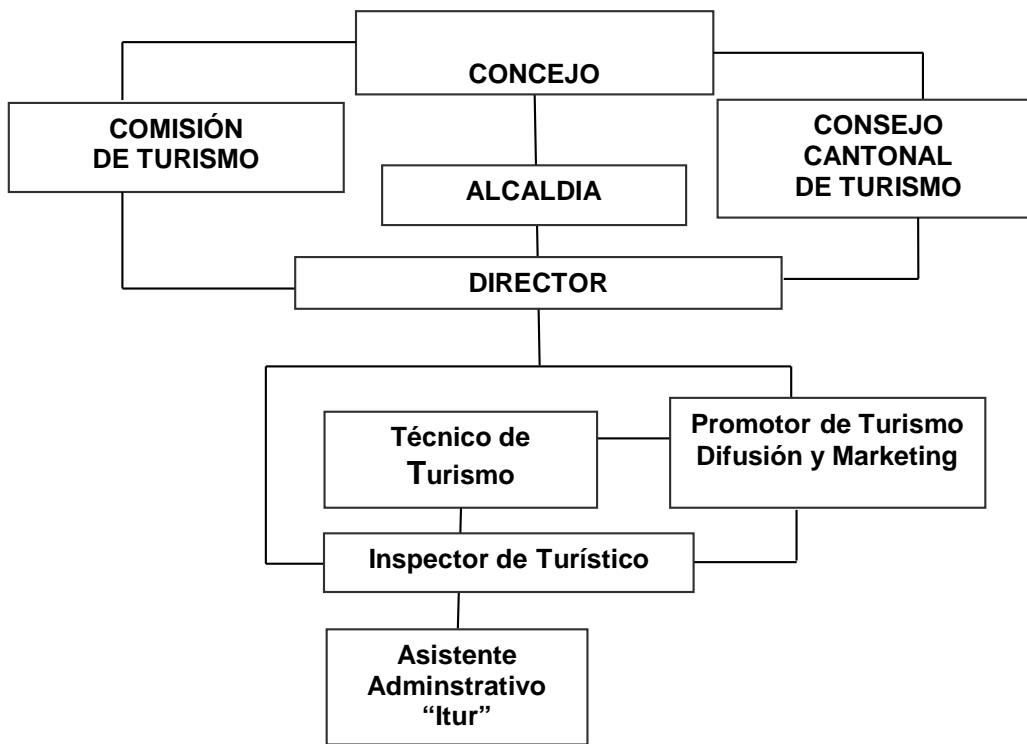 CONCEJO
COMISIÓN
DE TURISMO
CONSEJO
CANTONAL
DE TURISMO
ALCALDIA
DIRECTOR
Técnico de
Turismo
Promotor de Turismo
Difusión y Marketing
Inspector de Turístico
Asistente
Adminstrativo
“Itur”